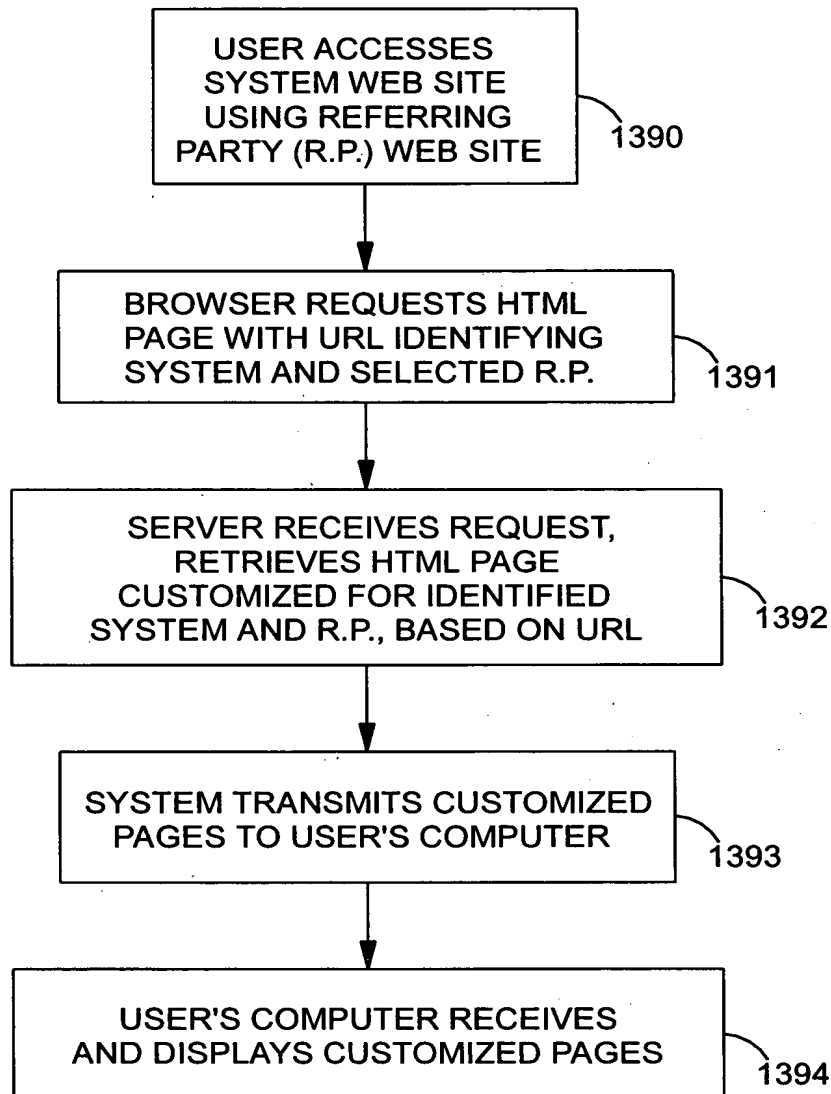 USER ACCESSES
SYSTEM WEB SITE
USING REFERRING
PARTY (R.P.) WEB SITE
1390
BROWSER REQUESTS HTML
PAGE WITH URL IDENTIFYING
SYSTEM AND SELECTED R.P.
1391
SERVER RECEIVES REQUEST,
RETRIEVES HTML PAGE
CUSTOMIZED FOR IDENTIFIED
SYSTEM AND R.P., BASED ON URL
1392
SYSTEM TRANSMITS CUSTOMIZED
PAGES TO USER'S COMPUTER
1393
USER'S COMPUTER RECEIVES
AND DISPLAYS CUSTOMIZED PAGES
1394